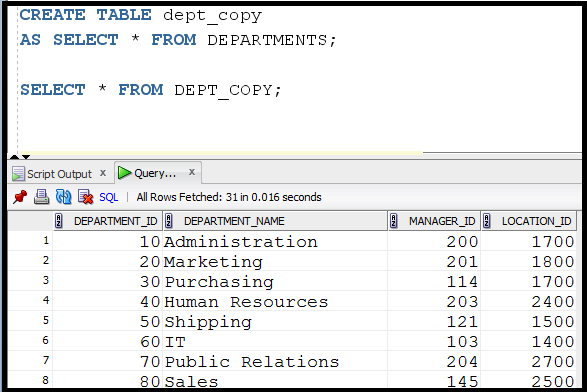 CREATE TABLE dept_copy
AS SELECT * FROM DEPARTMENTS;
SELECT * FROM DEPT_COPY;
Script Output x Query... x
SQL | All Rows Fetched: 31 in 0.016 seconds
DEPARTMENT_ID DEPARTMENT_NAME MANAGER_ID LOCATION_ID
1 10 Administration 200 1700
2 20 Marketing 201 1800
3 30 Purchasing 114 1700
4 40 Human Resources 203 2400
5 50 Shipping 121 1500
6 60 IT 103 1400
7 70 Public Relations 204 2700
8 80 Sales 145 2500